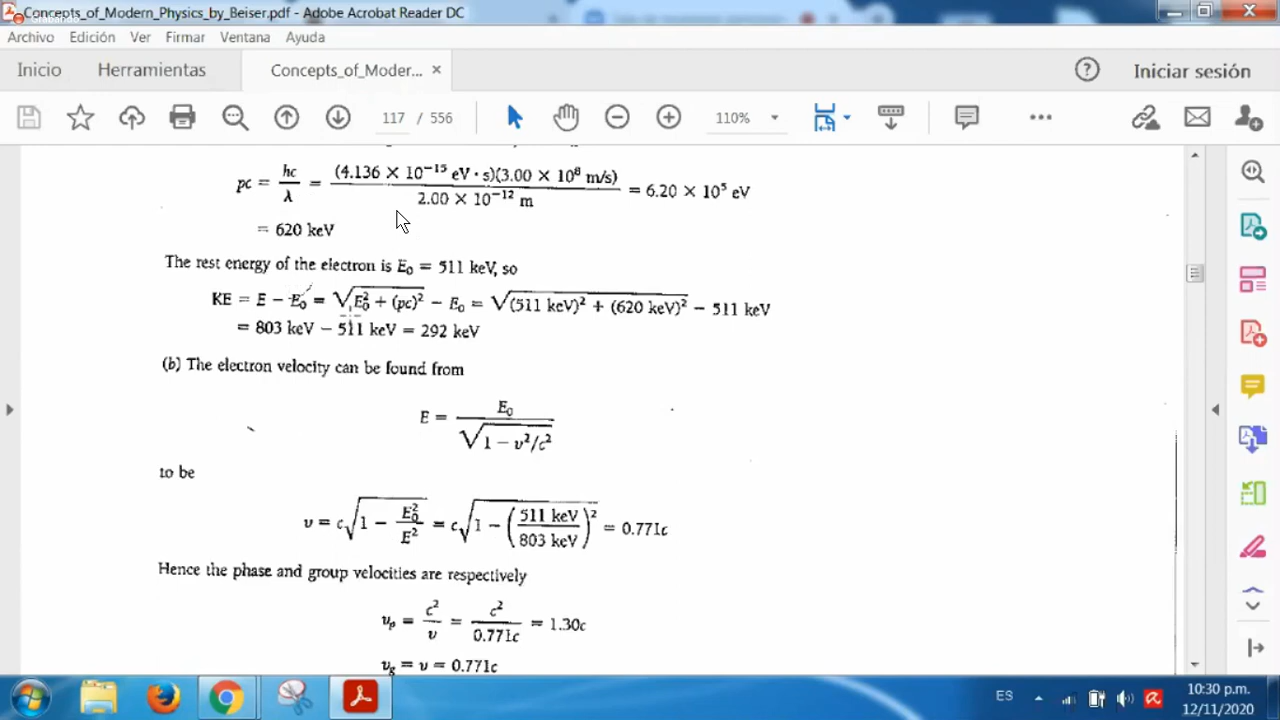 Concepts_of_Modern_Physics_by_Beiser.pdf - Adobe Acrobat Reader DC
Archivo Edición Ver Firmar Ventana Ayuda
Inicio Herramientas Concepts_of_Moder... × Iniciar sesión
117 / 556 110%
pc = hc/λ = (4.136 × 10⁻¹⁵ eV · s)(3.00 × 10⁸ m/s) / 2.00 × 10⁻¹² m = 6.20 × 10⁵ eV
= 620 keV
The rest energy of the electron is E₀ = 511 keV, so
KE = E − E₀ = √(E₀² + (pc)²) − E₀ = √((511 keV)² + (620 keV)²) − 511 keV
= 803 keV − 511 keV = 292 keV
(b) The electron velocity can be found from
E = E₀ / √(1 − v²/c²)
to be
v = c√(1 − E₀²/E²) = c√(1 − (511 keV / 803 keV)²) = 0.771c
Hence the phase and group velocities are respectively
uₚ = c²/v = c²/0.771c = 1.30c
u_g = v = 0.771c
ES 10:30 p.m.
12/11/2020